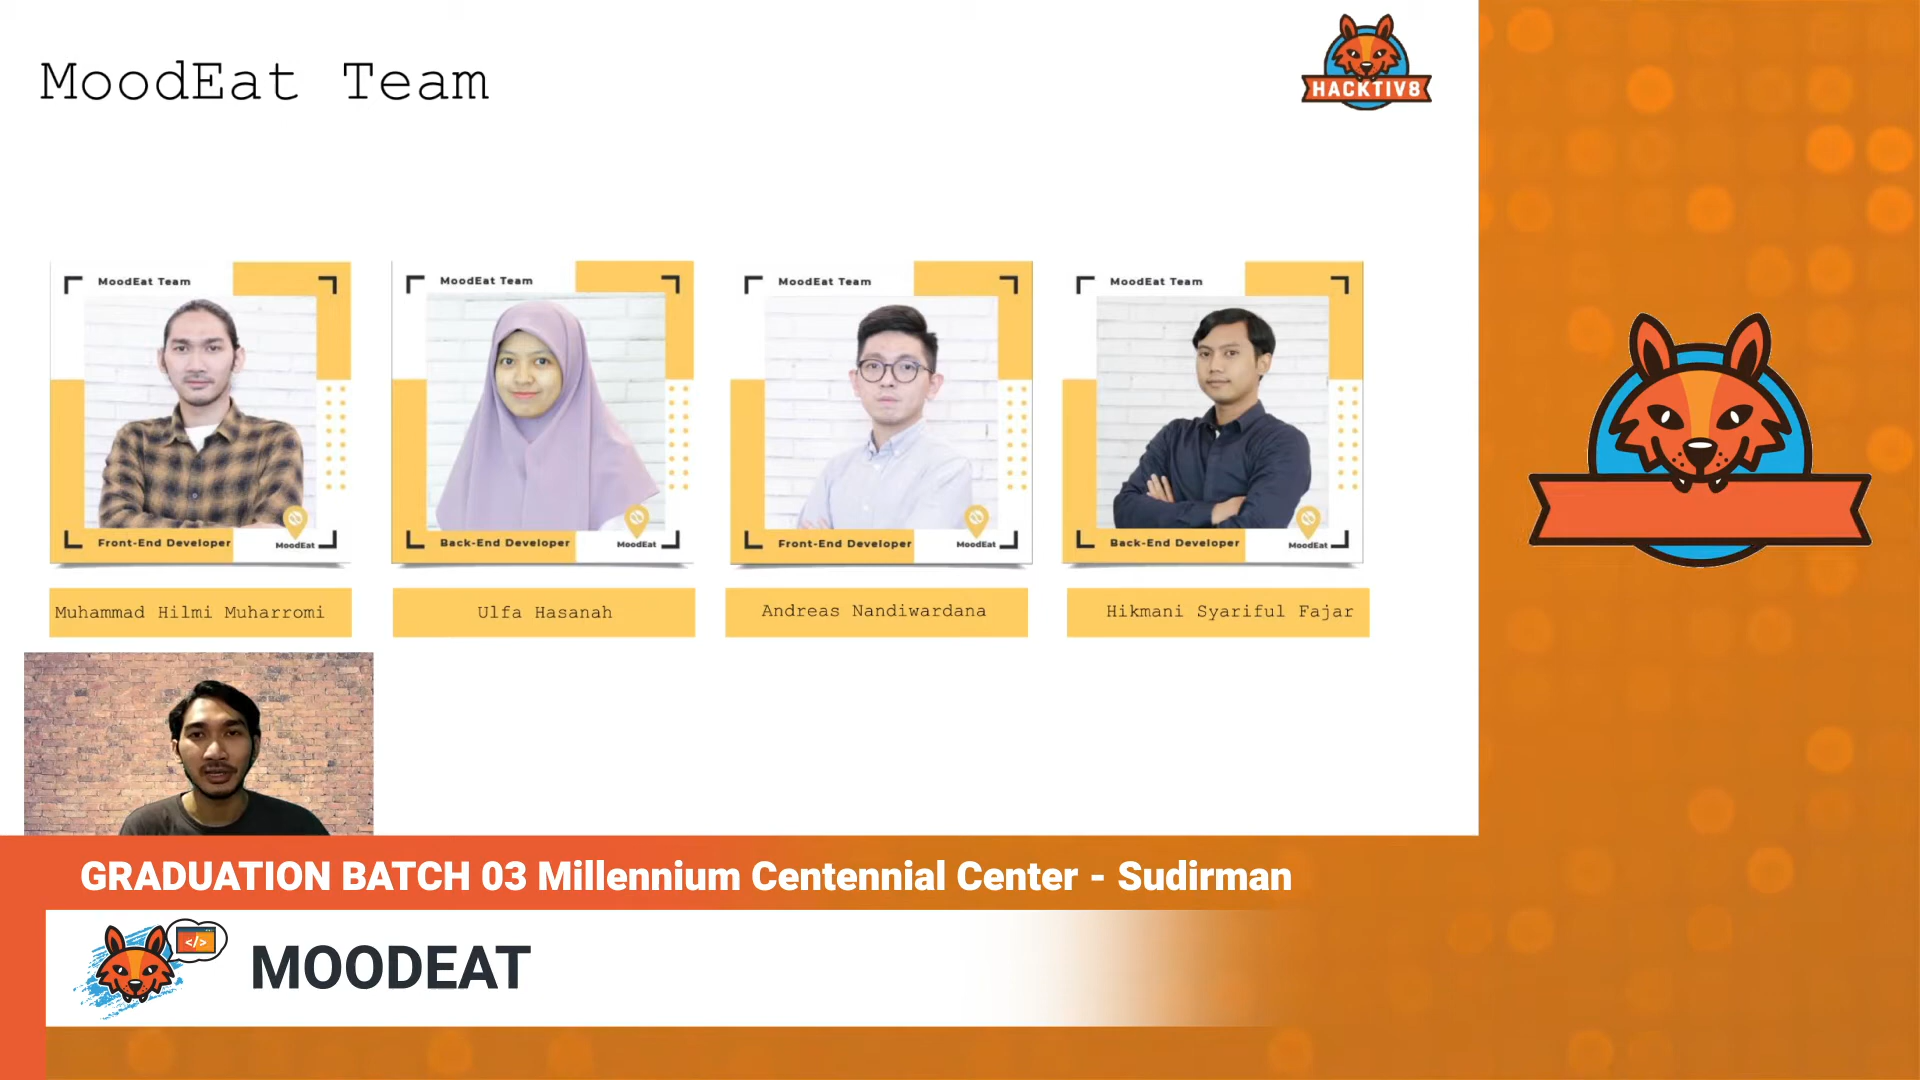 MoodEat Team
HACKTIV8
MoodEat Team
Front-End Developer
MoodEat
Muhammad Hilmi Muharromi
MoodEat Team
Back-End Developer
MoodEat
Ulfa Hasanah
MoodEat Team
Front-End Developer
MoodEat
Andreas Nandiwardana
MoodEat Team
Back-End Developer
MoodEat
Hikmani Syariful Fajar
GRADUATION BATCH 03 Millennium Centennial Center - Sudirman
</>
MOODEAT